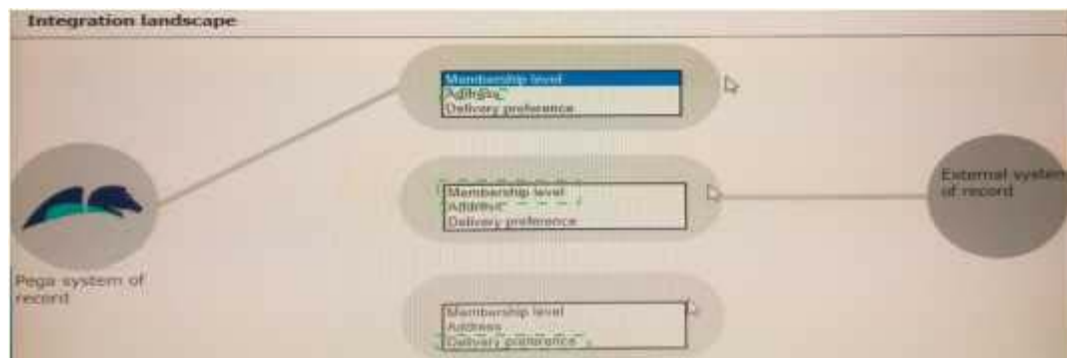 Integration landscape
Membership level
Address
Delivery preference
Membership level
Address
Delivery preference
Membership level
Address
Delivery preference
External system
of record
Pega system of
record